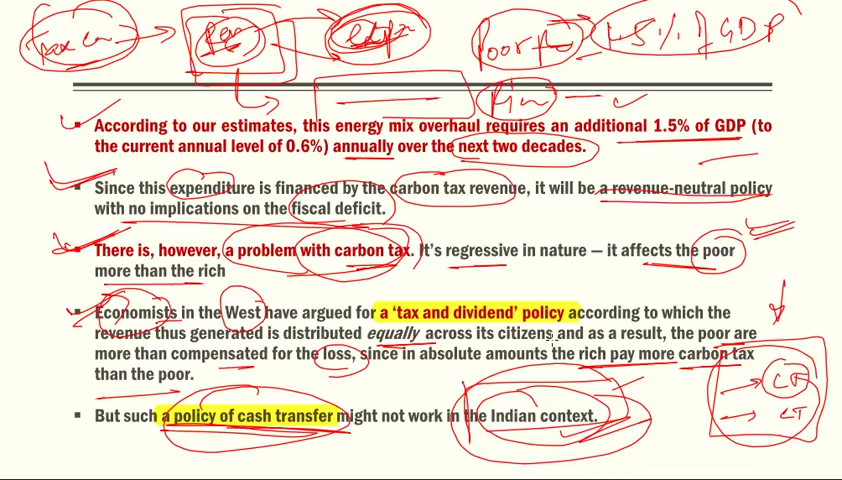 Poor
1.5% of GDP
▪ According to our estimates, this energy mix overhaul requires an additional 1.5% of GDP (to
the current annual level of 0.6%) annually over the next two decades.
▪ Since this expenditure is financed by the carbon tax revenue, it will be a revenue-neutral policy
with no implications on the fiscal deficit.
▪ There is, however, a problem with carbon tax. It's regressive in nature — it affects the poor
more than the rich
▪ Economists in the West have argued for a 'tax and dividend' policy according to which the
revenue thus generated is distributed equally across its citizens and as a result, the poor are
more than compensated for the loss, since in absolute amounts the rich pay more carbon tax
than the poor.
CT
▪ But such a policy of cash transfer might not work in the Indian context.